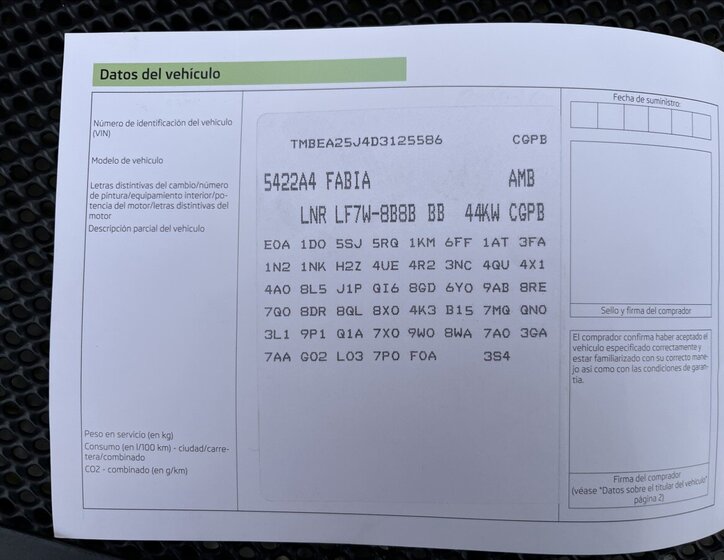 Datos del vehículo
Número de identificación del vehículo
(VIN)
Modelo de vehículo
Letras distintivas del cambio/número
de pintura/equipamiento interior/po-
tencia del motor/letras distintivas del
motor
Descripción parcial del vehículo
Peso en servicio (en kg)
Consumo (en l/100 km) - ciudad/carre-
tera/combinado
CO2 - combinado (en g/km)
TMBEA25J4D3125586 CGPB
5422A4 FABIA AMB
LNR LF7W-8B8B BB 44KW CGPB
E0A 1D0 5SJ 5RQ 1KM 6FF 1AT 3FA
1N2 1NK H2Z 4UE 4R2 3NC 4QU 4X1
4A0 8L5 J1P QI6 8GD 6Y0 9AB 8RE
7Q0 8DR 8QL 8X0 4K3 B15 7MG QN0
3L1 9P1 Q1A 7X0 9W0 8WA 7A0 3GA
7AA G02 L03 7P0 F0A 3S4
Fecha de suministro:
Sello y firma del comprador
El comprador confirma haber aceptado el
vehículo especificado correctamente y
estar familiarizado con su correcto mane-
jo así como con las condiciones de garan-
tía.
Firma del comprador
(véase "Datos sobre el titular del vehículo"
página 2)